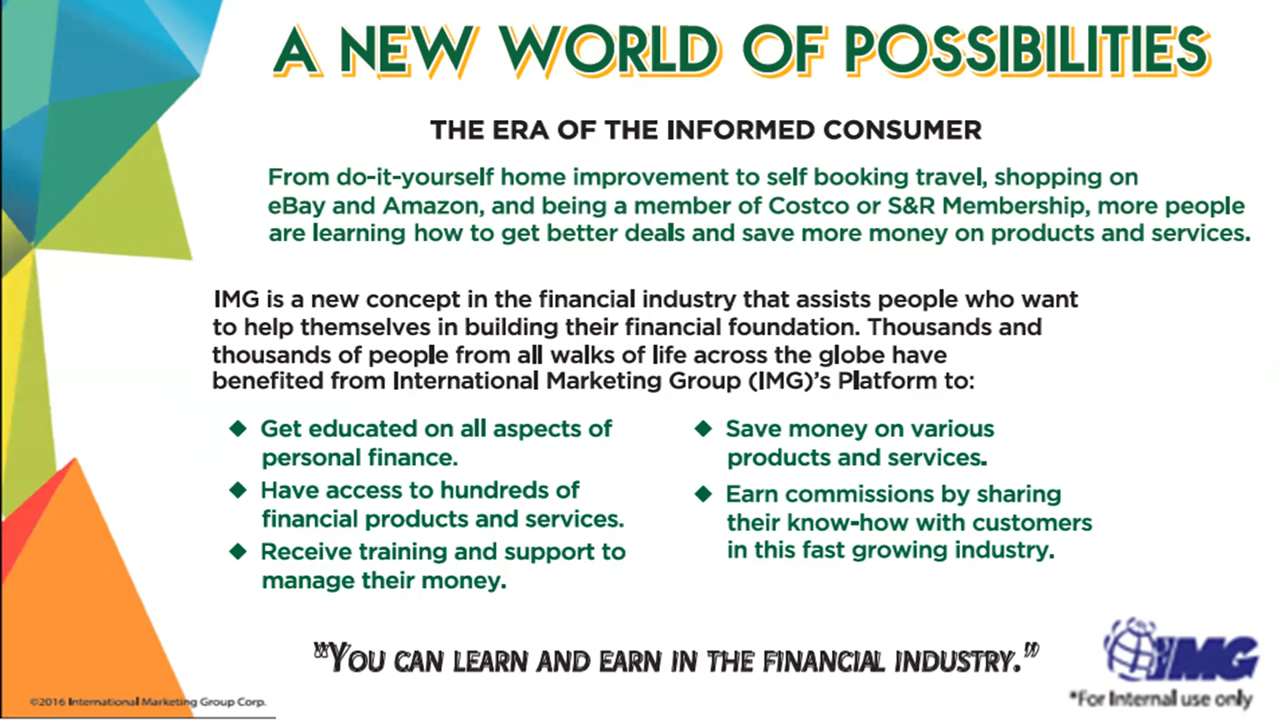 A NEW WORLD OF POSSIBILITIES
THE ERA OF THE INFORMED CONSUMER
From do-it-yourself home improvement to self booking travel, shopping on
eBay and Amazon, and being a member of Costco or S&R Membership, more people
are learning how to get better deals and save more money on products and services.
IMG is a new concept in the financial industry that assists people who want
to help themselves in building their financial foundation. Thousands and
thousands of people from all walks of life across the globe have
benefited from International Marketing Group (IMG)'s Platform to:
◆ Get educated on all aspects of
personal finance.
◆ Have access to hundreds of
financial products and services.
◆ Receive training and support to
manage their money.
◆ Save money on various
products and services.
◆ Earn commissions by sharing
their know-how with customers
in this fast growing industry.
"YOU CAN LEARN AND EARN IN THE FINANCIAL INDUSTRY."
IMG
*For Internal use only
©2016 International Marketing Group Corp.